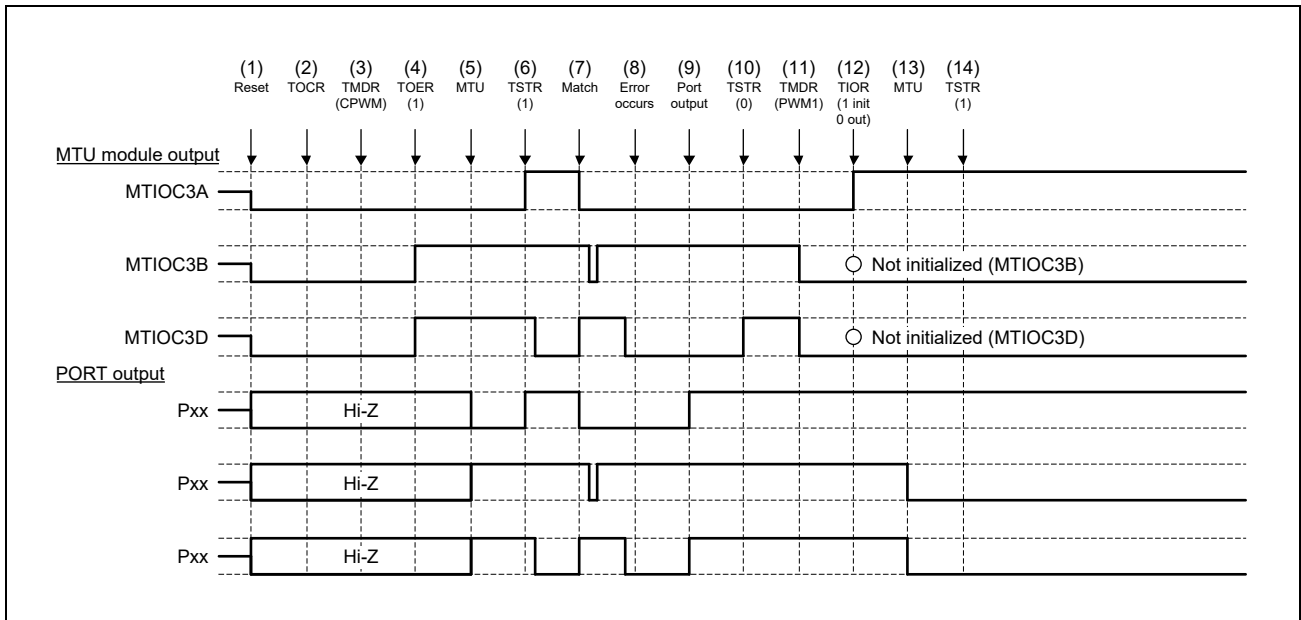 (1) (2) (3) (4) (5) (6) (7) (8) (9) (10) (11) (12) (13) (14)
Reset TOCR TMDR TOER MTU TSTR Match Error Port TSTR TMDR TIOR MTU TSTR
(CPWM) (1) (1) occurs output (0) (PWM1) (1 init (1)
0 out)
MTU module output
MTIOC3A
MTIOC3B Not initialized (MTIOC3B)
MTIOC3D Not initialized (MTIOC3D)
PORT output
Pxx Hi-Z
Pxx Hi-Z
Pxx Hi-Z